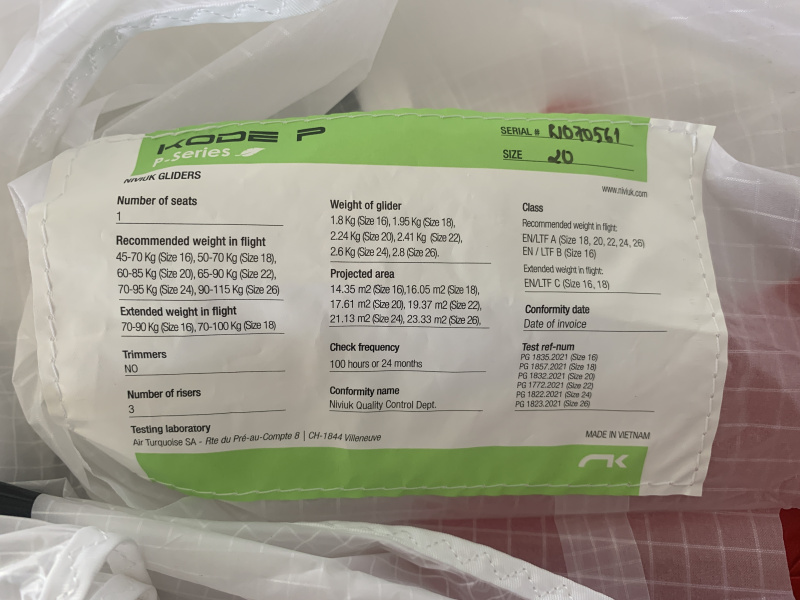 KODE P
P-series
SERIAL # R1070561
SIZE 20
NIVIUK GLIDERS
www.niviuk.com
Number of seats
1
Recommended weight in flight
45-70 Kg (Size 16), 50-70 Kg (Size 18),
60-85 Kg (Size 20), 65-90 Kg (Size 22),
70-95 Kg (Size 24), 90-115 Kg (Size 26)
Extended weight in flight
70-90 Kg (Size 16), 70-100 Kg (Size 18)
Trimmers
NO
Number of risers
3
Testing laboratory
Air Turquoise SA - Rte du Pré-au-Compte 8 | CH-1844 Villeneuve
Weight of glider
1.8 Kg (Size 16), 1.95 Kg (Size 18),
2.24 Kg (Size 20), 2.41 Kg (Size 22),
2.6 Kg (Size 24), 2.8 (Size 26).
Projected area
14.35 m2 (Size 16),16.05 m2 (Size 18),
17.61 m2 (Size 20), 19.37 m2 (Size 22),
21.13 m2 (Size 24), 23.33 m2 (Size 26),
Check frequency
100 hours or 24 months
Conformity name
Niviuk Quality Control Dept.
Class
Recommended weight in flight:
EN/LTF A (Size 18, 20, 22, 24, 26)
EN / LTF B (Size 16)
Extended weight in flight:
EN/LTF C (Size 16, 18)
Conformity date
Date of invoice
Test ref-num
PG 1835.2021 (Size 16)
PG 1857.2021 (Size 18)
PG 1832.2021 (Size 20)
PG 1772.2021 (Size 22)
PG 1822.2021 (Size 24)
PG 1823.2021 (Size 26)
MADE IN VIETNAM